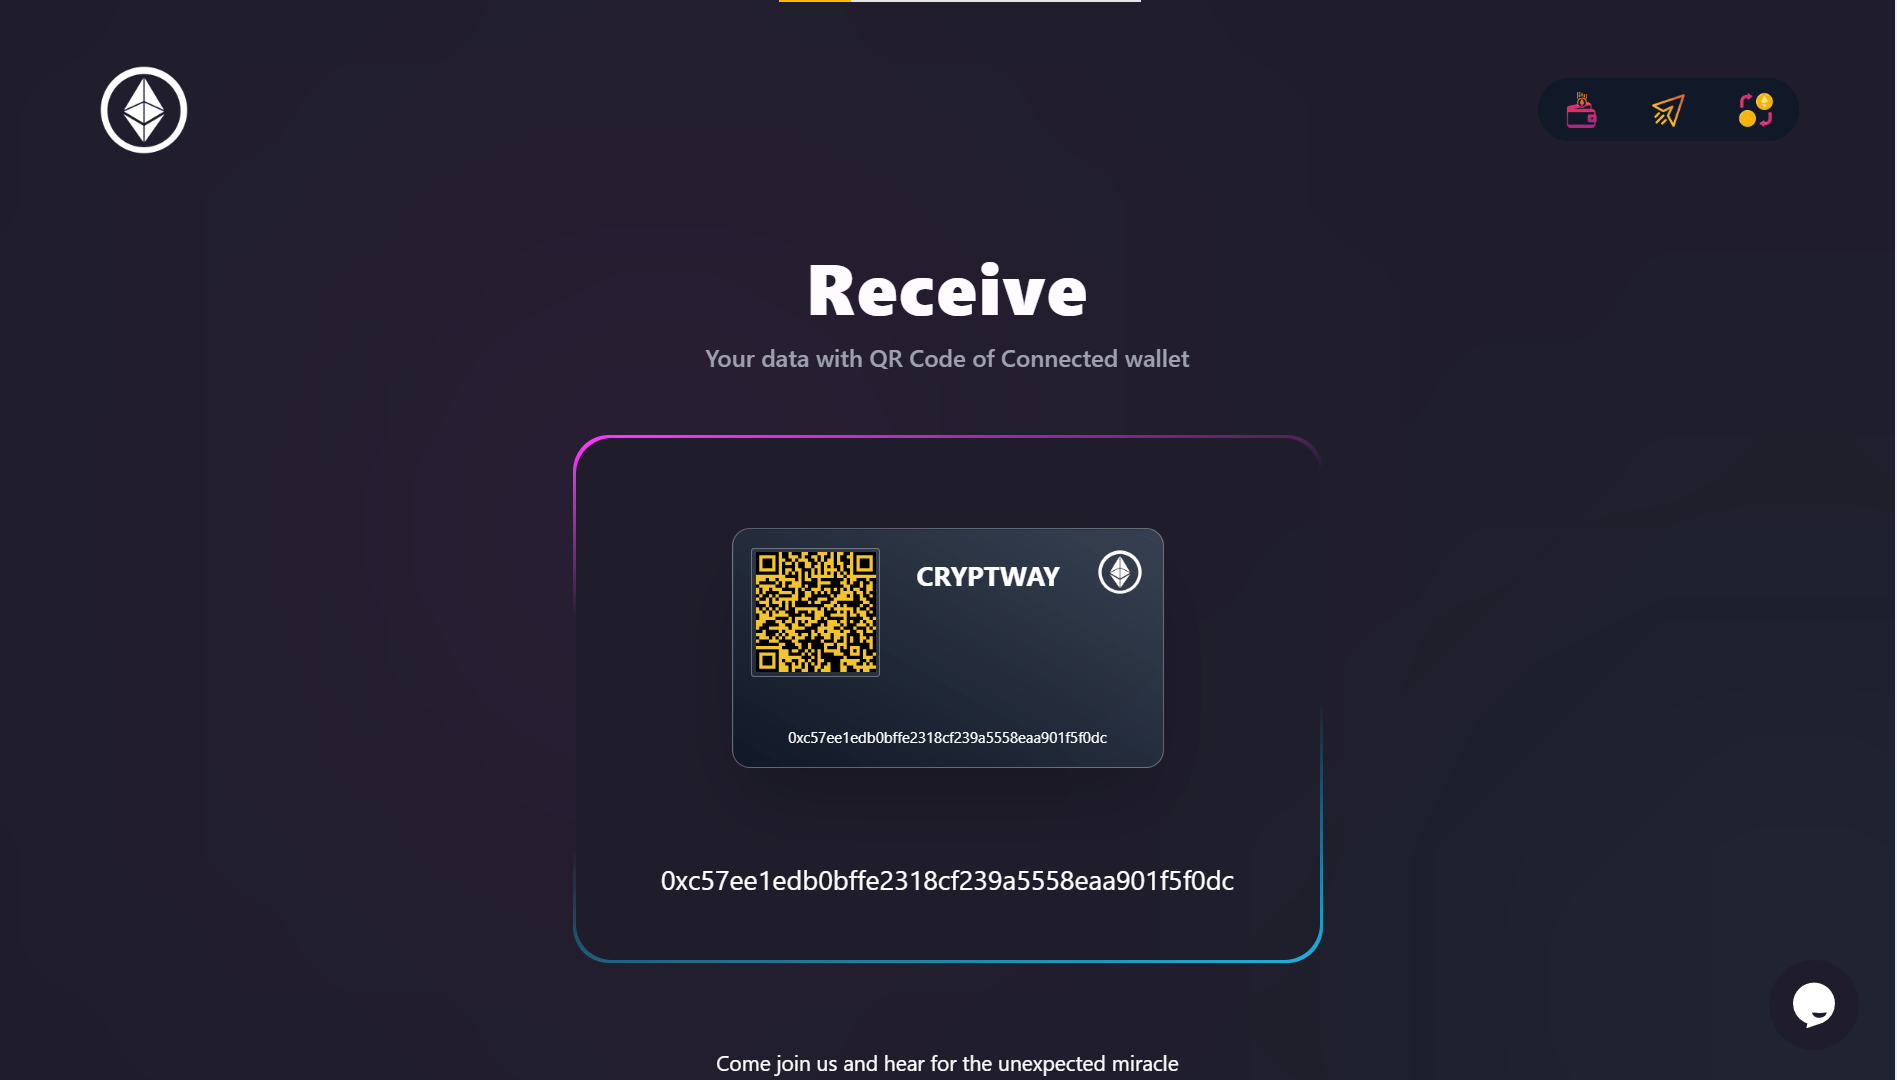 Receive
Your data with QR Code of Connected wallet
CRYPTWAY
0xc57ee1edb0bffe2318cf239a5558eaa901f5f0dc
0xc57ee1edb0bffe2318cf239a5558eaa901f5f0dc
Come join us and hear for the unexpected miracle